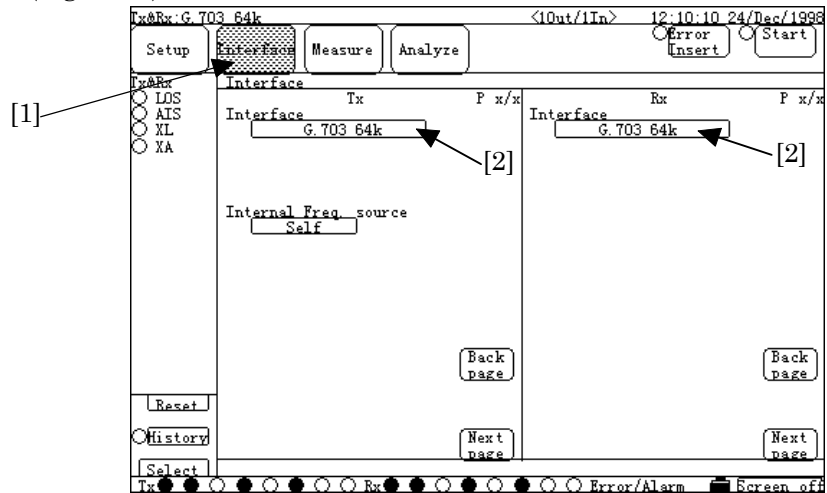 Tx&Rx:G.703 64k <1Out/1In> 12:10:10 24/Dec/1998
Setup Interface Measure Analyze Error Insert Start
Tx&Rx Interface
LOS Tx P x/x Rx P x/x
[1] AIS Interface Interface
XL G.703 64k G.703 64k
XA [2] [2]
Internal Freq. source
Self
Back page Back page
Reset
History Next page Next page
Select
Tx Rx Error/Alarm Screen off